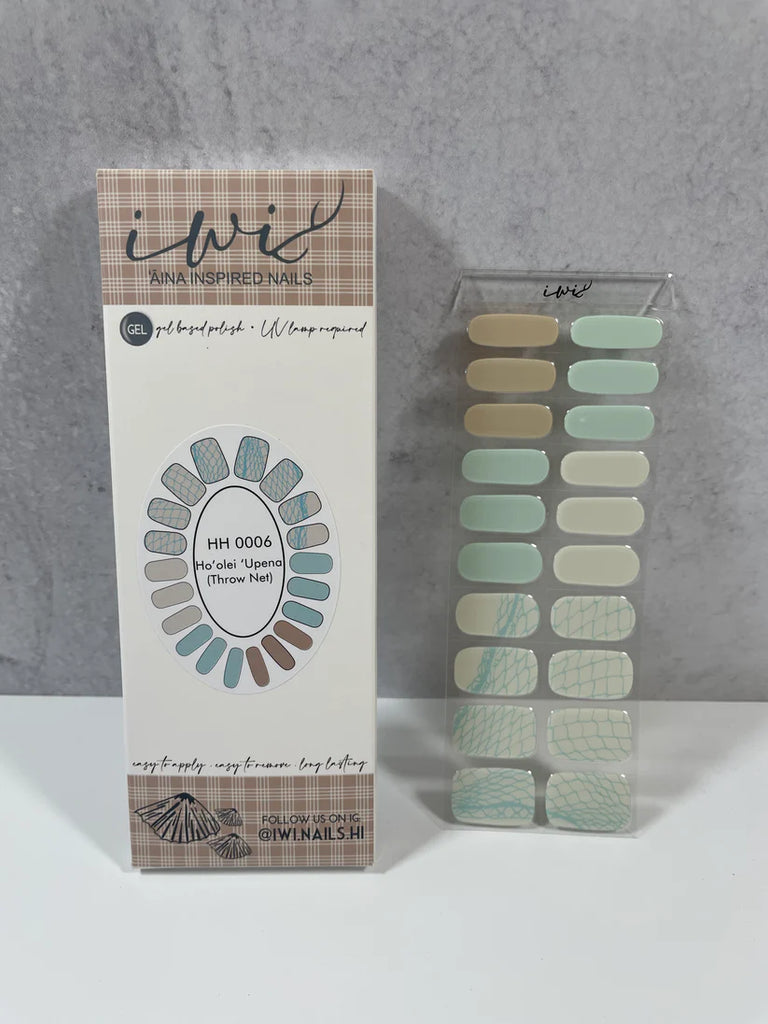 iwi
'ĀINA INSPIRED NAILS
GEL gel based polish • UV lamp required
HH 0006
Ho'olei 'Upena
(Throw Net)
easy to apply . easy to remove . long lasting
FOLLOW US ON IG:
@IWI.NAILS.HI
iwi